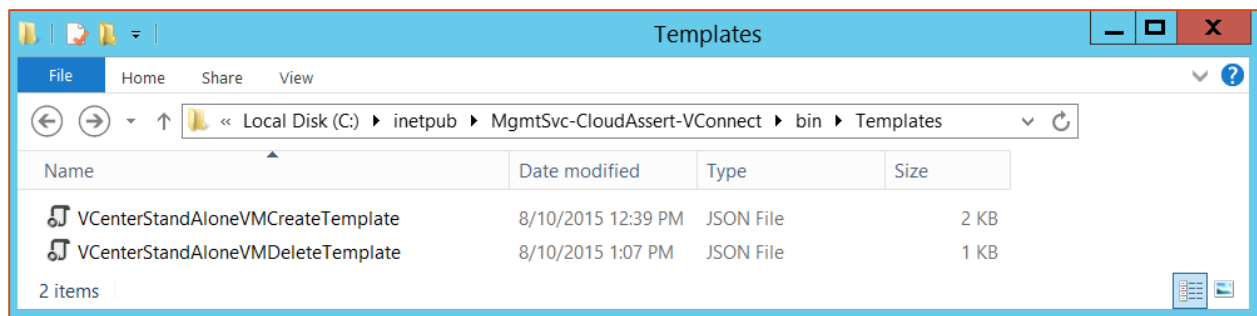 Templates
File Home Share View
« Local Disk (C:) ▸ inetpub ▸ MgmtSvc-CloudAssert-VConnect ▸ bin ▸ Templates
Name Date modified Type Size
VCenterStandAloneVMCreateTemplate 8/10/2015 12:39 PM JSON File 2 KB
VCenterStandAloneVMDeleteTemplate 8/10/2015 1:07 PM JSON File 1 KB
2 items